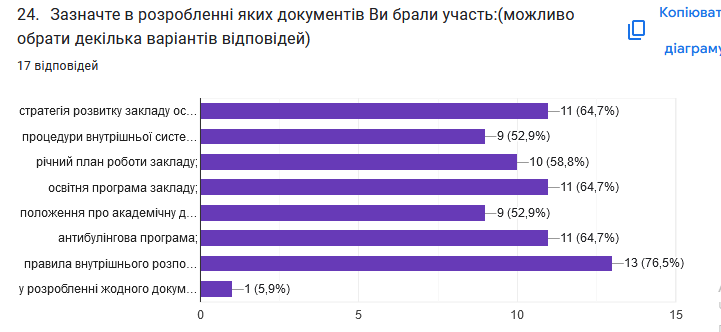 24. Зазначте в розробленні яких документів Ви брали участь:(можливо
обрати декілька варіантів відповідей)
Копіюват
діаграму
17 відповідей
стратегія розвитку закладу ос... 11 (64,7%)
процедури внутрішньої систе... 9 (52,9%)
річний план роботи закладу; 10 (58,8%)
освітня програма закладу; 11 (64,7%)
положення про академічну д... 9 (52,9%)
антибулінгова програма; 11 (64,7%)
правила внутрішнього розпо... 13 (76,5%)
у розробленні жодного докум... 1 (5,9%)
0 5 10 15